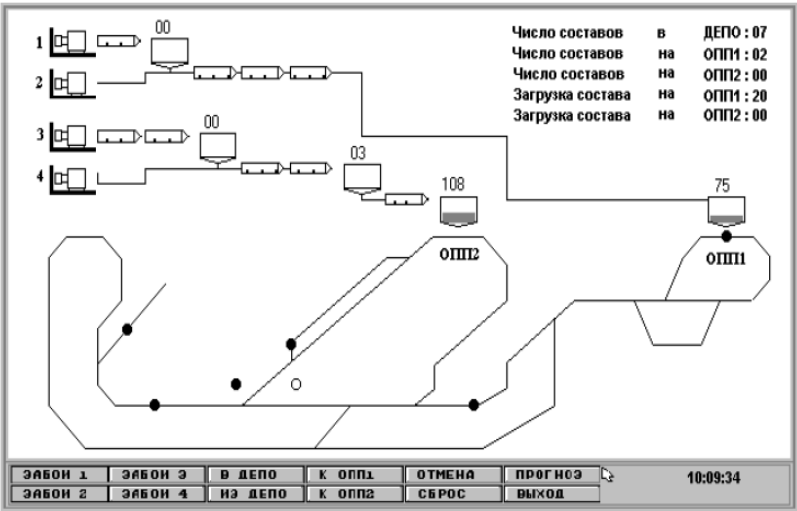 00
1
Число составов в ДЕПО : 07
Число составов на ОПП1 : 02
2
Число составов на ОПП2 : 00
Загрузка состава на ОПП1 : 20
Загрузка состава на ОПП2 : 00
3
00
4
03
108
75
ОПП2
ОПП1
ЗАБОЙ 1 ЗАБОЙ 3 В ДЕПО К ОПП1 ОТМЕНА ПРОГНОЗ
10:09:34
ЗАБОЙ 2 ЗАБОЙ 4 ИЗ ДЕПО К ОПП2 СБРОС ВЫХОД